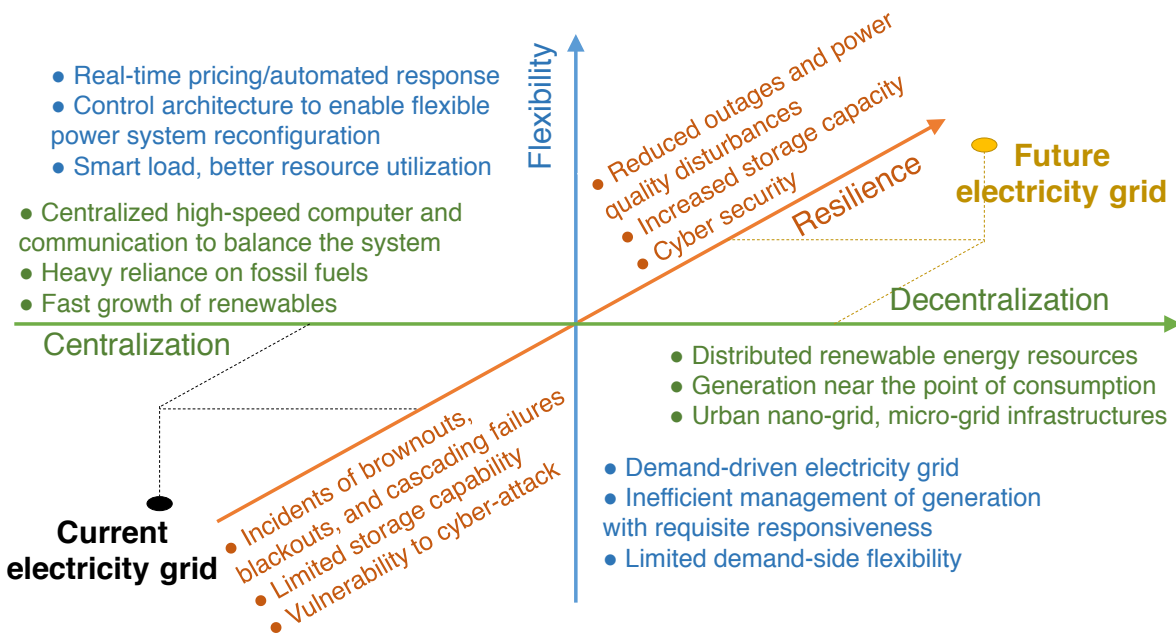 ● Real-time pricing/automated response
● Control architecture to enable flexible
power system reconfiguration
● Smart load, better resource utilization
Flexibility
● Reduced outages and power
quality disturbances
● Increased storage capacity
● Cyber security
Resilience
Future
electricity grid
● Centralized high-speed computer and
communication to balance the system
● Heavy reliance on fossil fuels
● Fast growth of renewables
Centralization
Decentralization
● Distributed renewable energy resources
● Generation near the point of consumption
● Urban nano-grid, micro-grid infrastructures
Current
electricity grid
● Incidents of brownouts,
blackouts, and cascading failures
● Limited storage capability
● Vulnerability to cyber-attack
● Demand-driven electricity grid
● Inefficient management of generation
with requisite responsiveness
● Limited demand-side flexibility